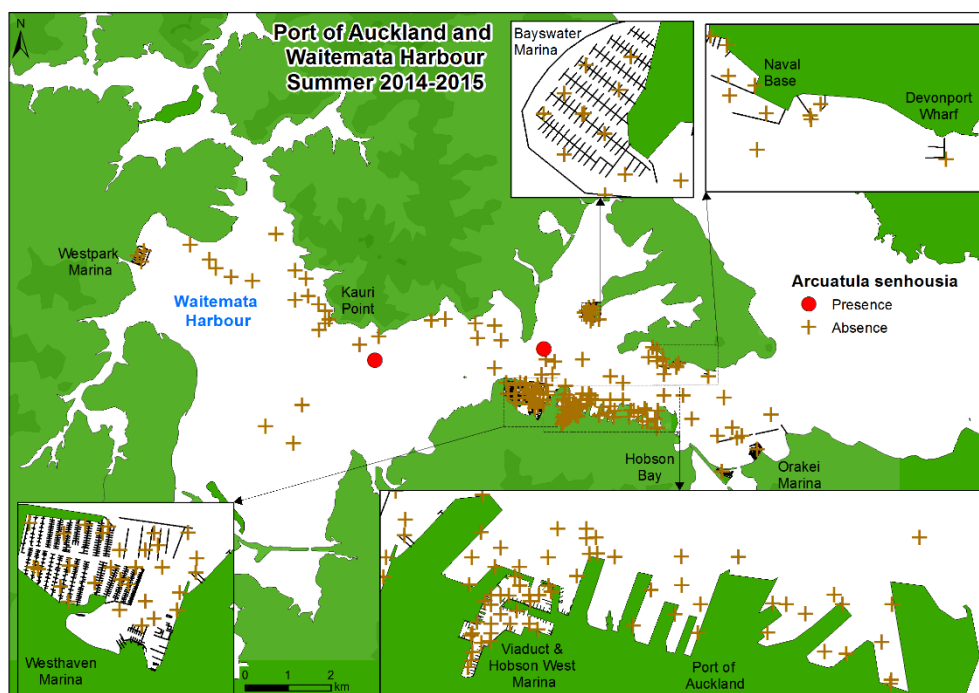 N
Port of Auckland and
Waitemata Harbour
Summer 2014-2015
Bayswater
Marina
Naval
Base
Devonport
Wharf
Westpark
Marina
Waitemata
Harbour
Kauri
Point
Arcuatula senhousia
Presence
Absence
Hobson
Bay
Orakei
Marina
Westhaven
Marina
0 1 2
km
Viaduct &
Hobson West
Marina
Port of
Auckland